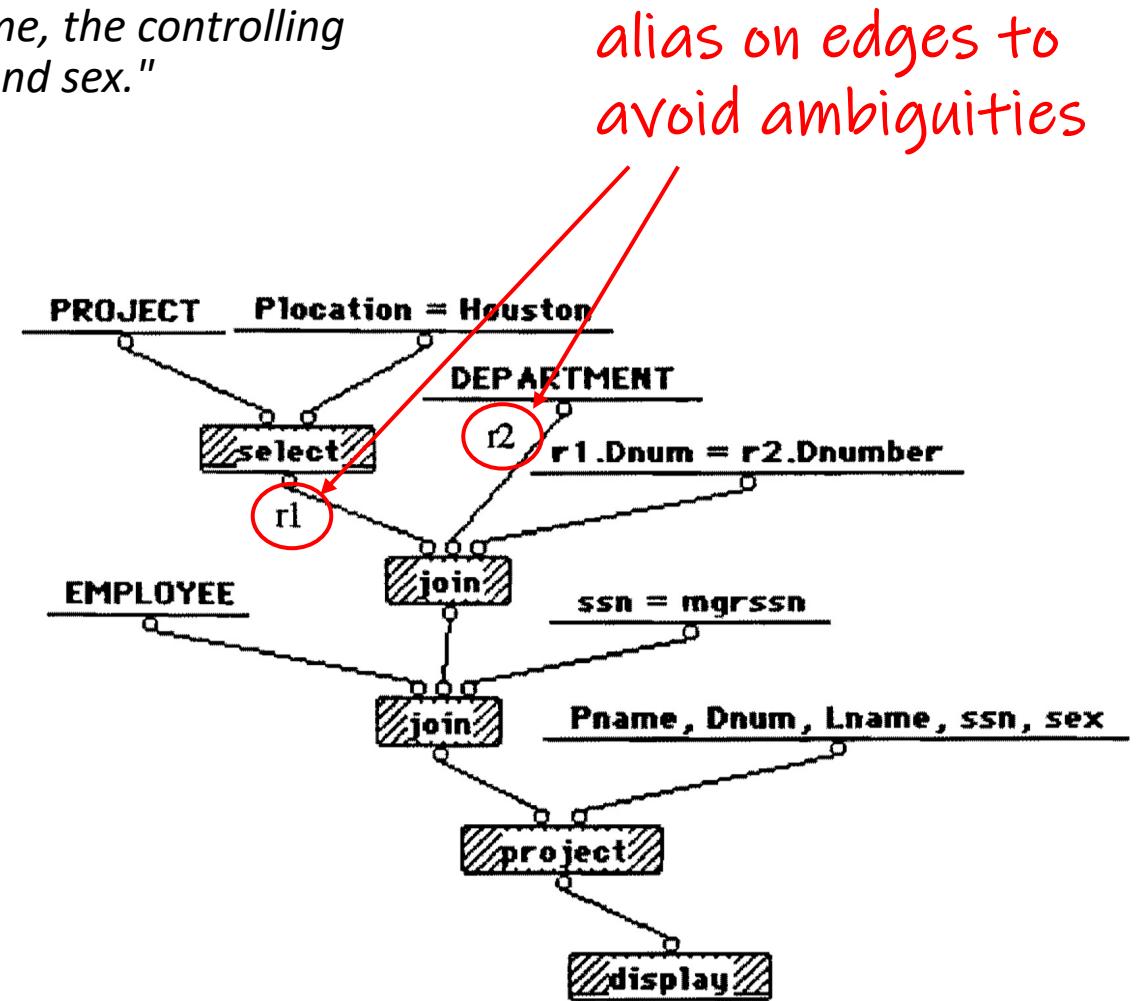 me, the controlling
nd sex."
alias on edges to
avoid ambiguities
PROJECT
Plocation = Houston
DEPARTMENT
select
r2
r1.Dnum = r2.Dnumber
r1
join
EMPLOYEE
ssn = mgrssn
join
Pname, Dnum, Lname, ssn, sex
project
display